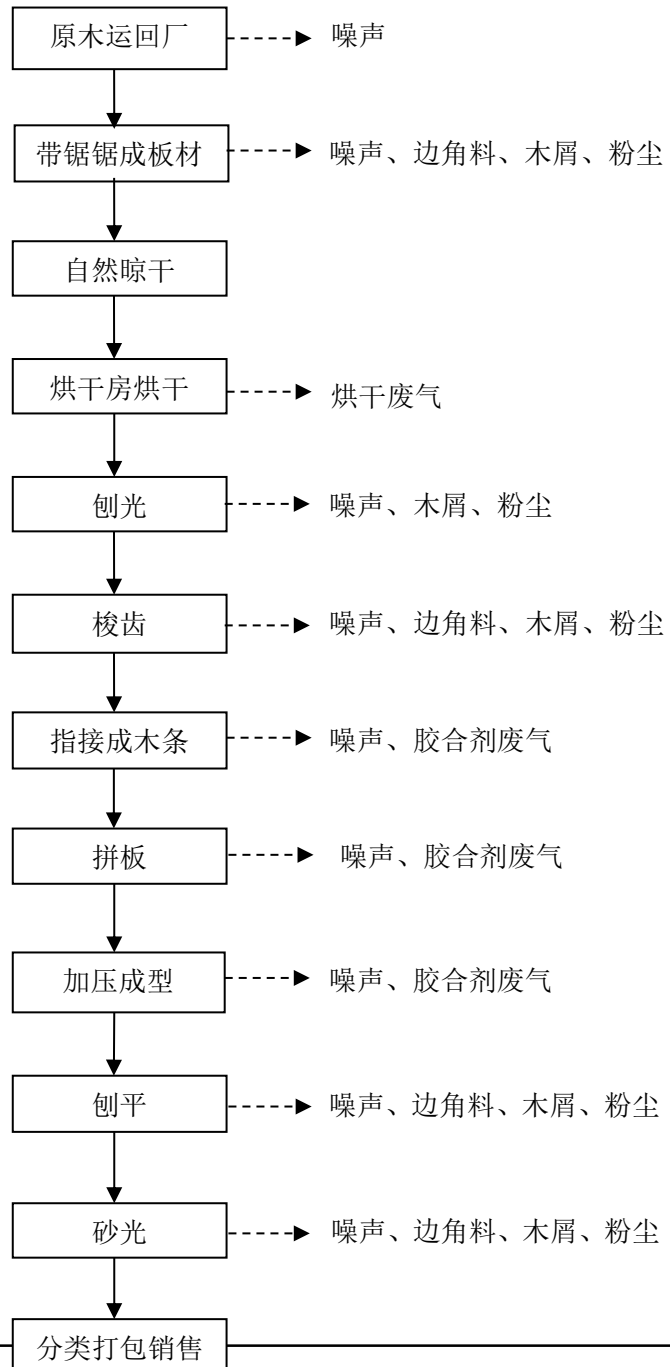 原木运回厂 噪声
带锯锯成板材 噪声、边角料、木屑、粉尘
自然晾干
烘干房烘干 烘干废气
刨光 噪声、木屑、粉尘
梭齿 噪声、边角料、木屑、粉尘
指接成木条 噪声、胶合剂废气
拼板 噪声、胶合剂废气
加压成型 噪声、胶合剂废气
刨平 噪声、边角料、木屑、粉尘
砂光 噪声、边角料、木屑、粉尘
分类打包销售